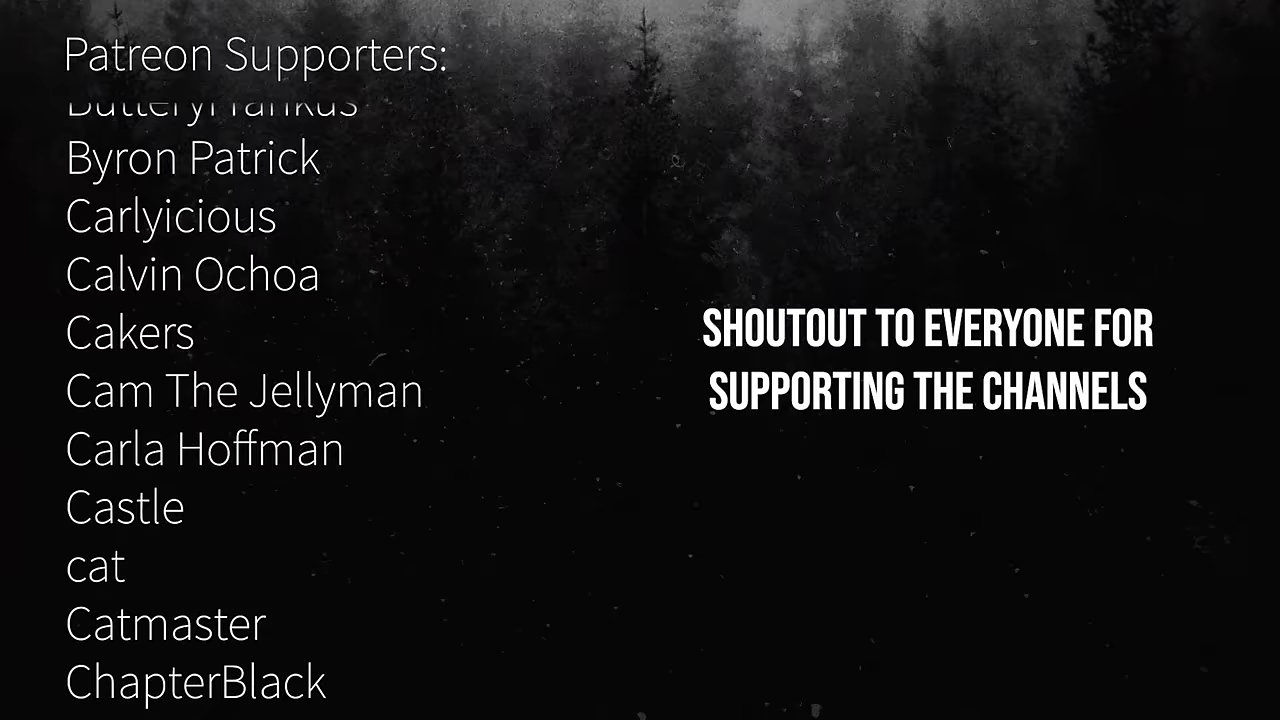 Patreon Supporters:
Byron Patrick
Carlyicious
Calvin Ochoa
Cakers
Cam The Jellyman
Carla Hoffman
Castle
cat
Catmaster
ChapterBlack
SHOUTOUT TO EVERYONE FOR
SUPPORTING THE CHANNELS